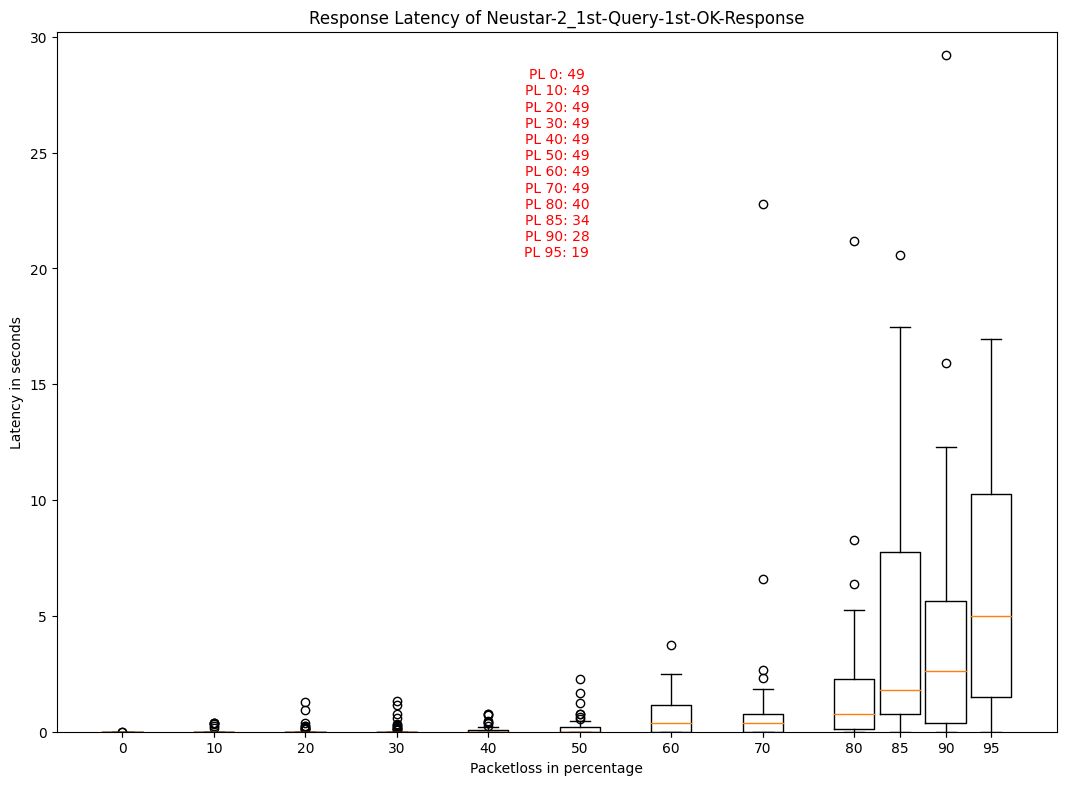 Response Latency of Neustar-2_1st-Query-1st-OK-Response
30
25
20
15
10
5
0
Latency in seconds
PL 0: 49
PL 10: 49
PL 20: 49
PL 30: 49
PL 40: 49
PL 50: 49
PL 60: 49
PL 70: 49
PL 80: 40
PL 85: 34
PL 90: 28
PL 95: 19
0 10 20 30 40 50 60 70 80 85 90 95
Packetloss in percentage